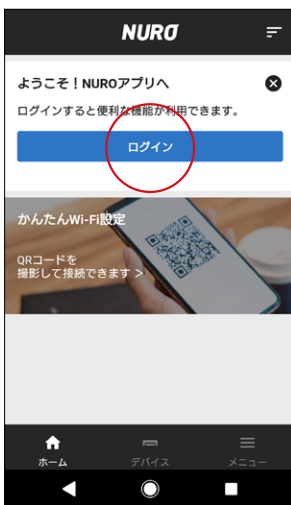 NURO
ようこそ！NUROアプリへ
ログインすると便利な機能が利用できます。
ログイン
かんたんWi-Fi設定
QRコードを
撮影して接続できます >
ホーム
デバイス
メニュー